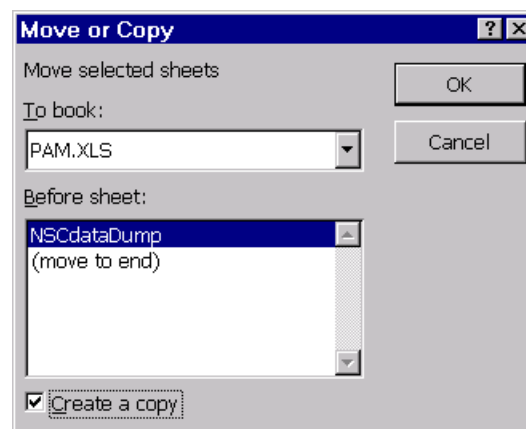 Move or Copy
Move selected sheets
To book:
PAM.XLS
Before sheet:
NSCdataDump
(move to end)
Create a copy
OK
Cancel